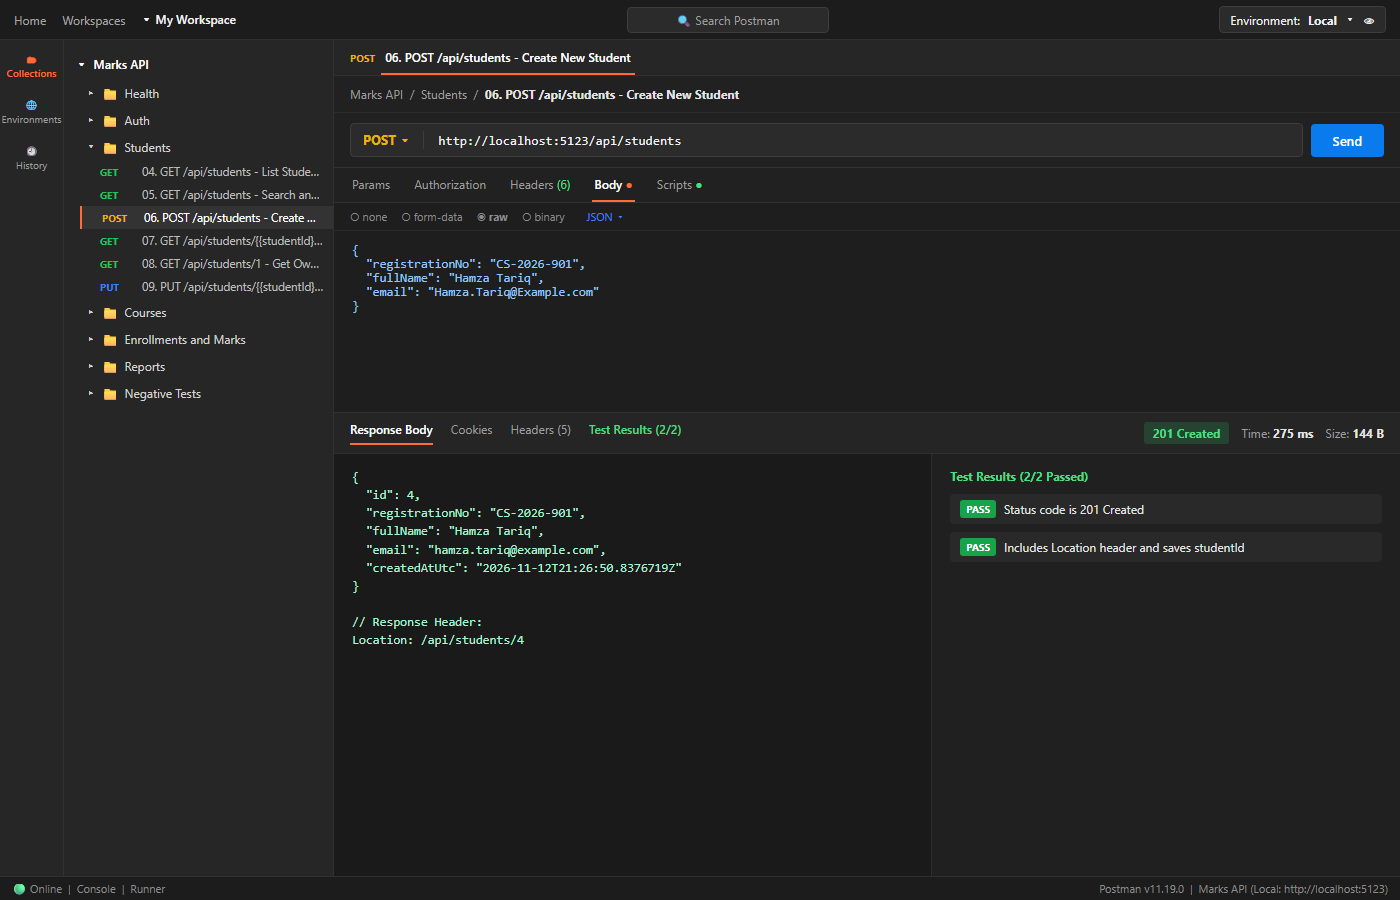 Home Workspaces My Workspace Search Postman Environment: Local
Collections
Environments
History
Marks API
Health
Auth
Students
GET 04. GET /api/students - List Stude...
GET 05. GET /api/students - Search an...
POST 06. POST /api/students - Create ...
GET 07. GET /api/students/{{studentId}...
GET 08. GET /api/students/1 - Get Ow...
PUT 09. PUT /api/students/{{studentId}...
Courses
Enrollments and Marks
Reports
Negative Tests
POST 06. POST /api/students - Create New Student
Marks API / Students / 06. POST /api/students - Create New Student
POST http://localhost:5123/api/students Send
Params Authorization Headers (6) Body Scripts
none form-data raw binary JSON
{
"registrationNo": "CS-2026-901",
"fullName": "Hamza Tariq",
"email": "Hamza.Tariq@Example.com"
}
Response Body Cookies Headers (5) Test Results (2/2) 201 Created Time: 275 ms Size: 144 B
{
"id": 4,
"registrationNo": "CS-2026-901",
"fullName": "Hamza Tariq",
"email": "hamza.tariq@example.com",
"createdAtUtc": "2026-11-12T21:26:50.8376719Z"
}
// Response Header:
Location: /api/students/4
Test Results (2/2 Passed)
PASS Status code is 201 Created
PASS Includes Location header and saves studentId
Online | Console | Runner Postman v11.19.0 | Marks API (Local: http://localhost:5123)